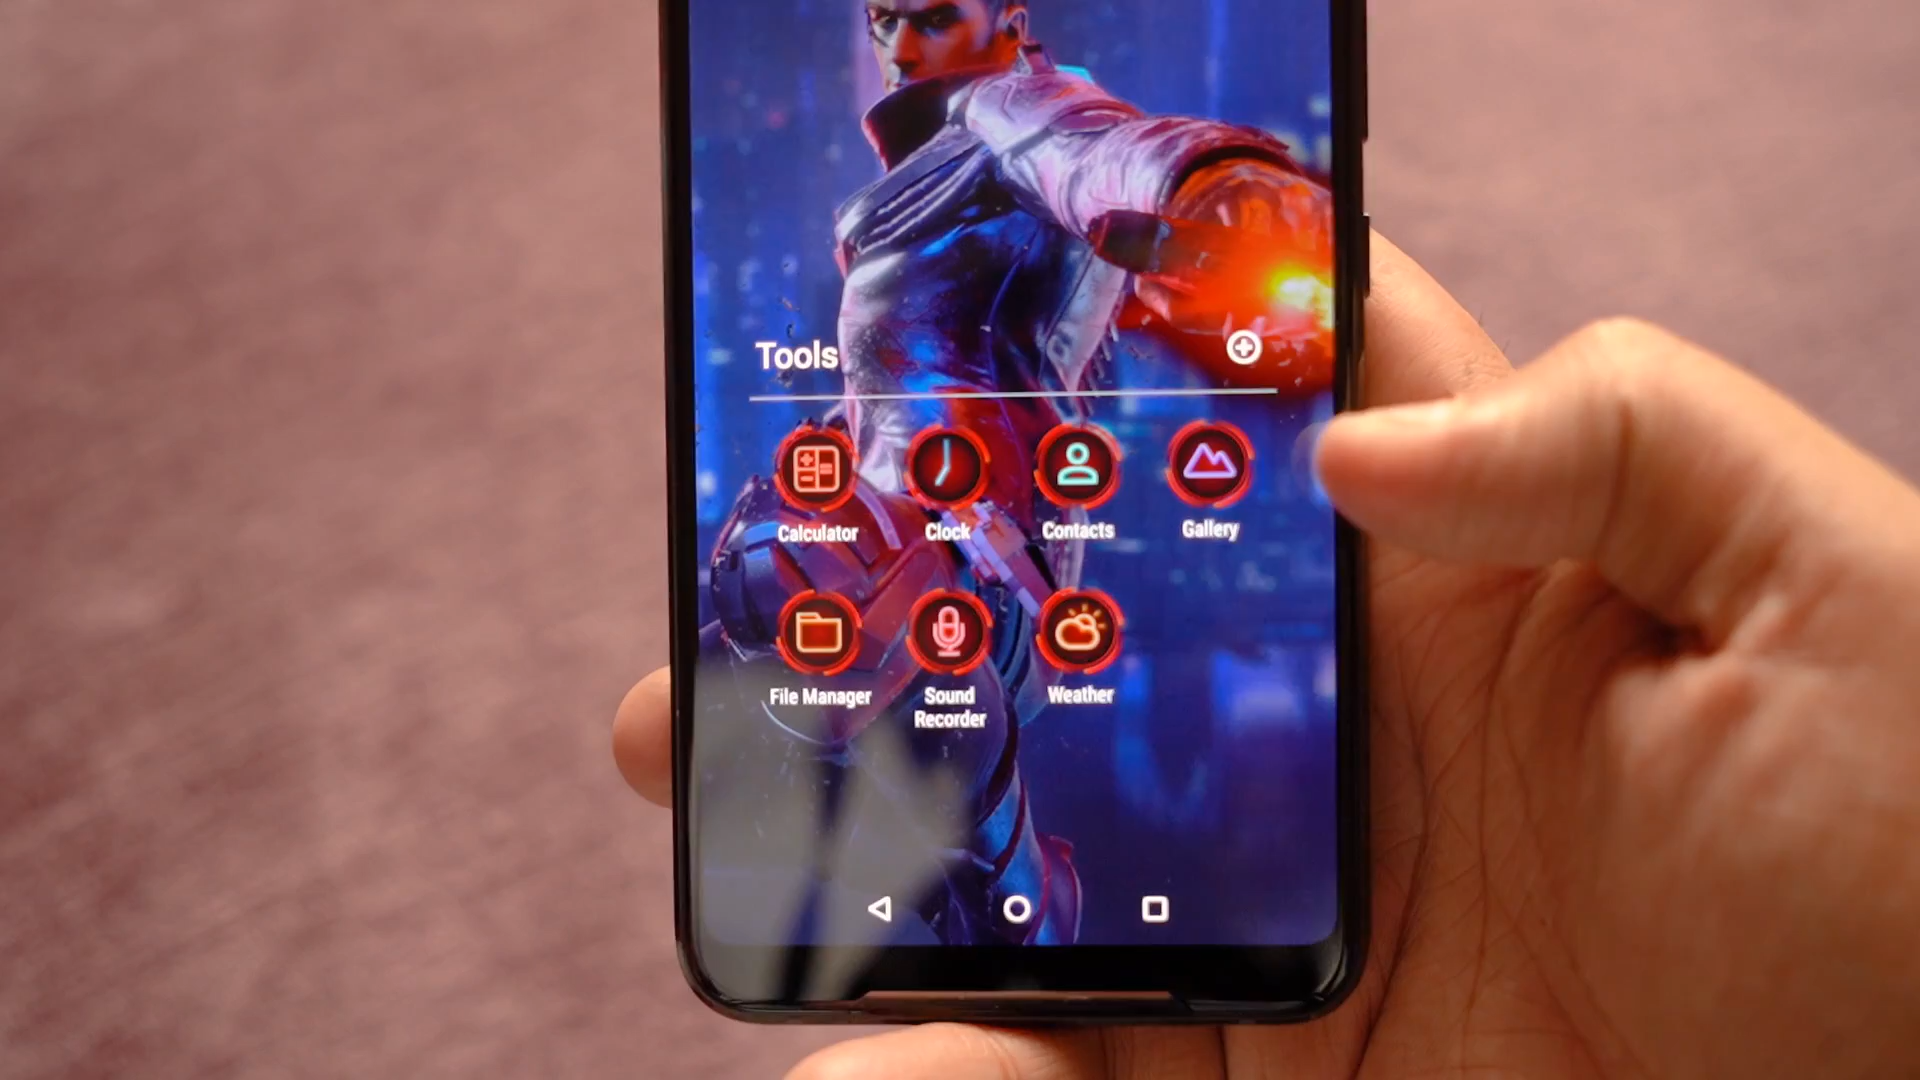 Tools
Calculator
Clock
Contacts
Gallery
File Manager
Sound
Recorder
Weather